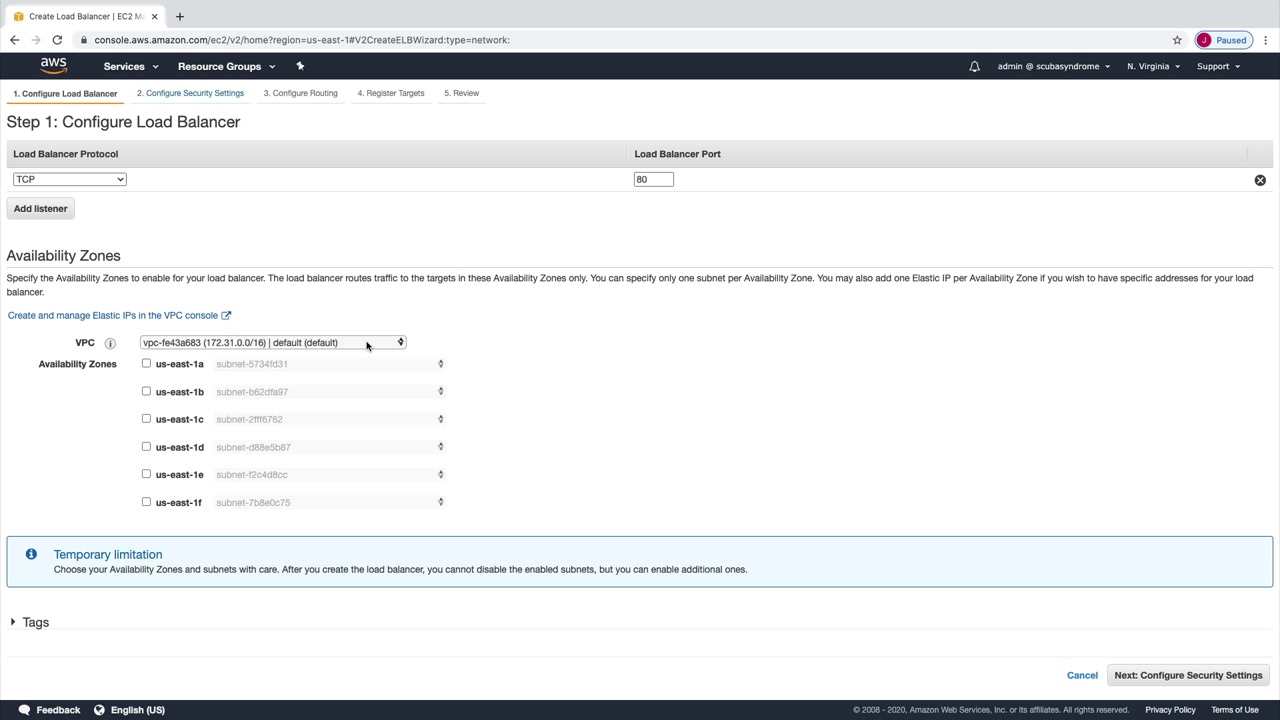 Create Load Balancer | EC2 Ma
console.aws.amazon.com/ec2/v2/home?region=us-east-1#V2CreateELBWizard:type=network:
J Paused
aws Services Resource Groups admin @ scubasyndrome N. Virginia Support
1. Configure Load Balancer 2. Configure Security Settings 3. Configure Routing 4. Register Targets 5. Review
Step 1: Configure Load Balancer
Load Balancer Protocol Load Balancer Port
TCP 80
Add listener
Availability Zones
Specify the Availability Zones to enable for your load balancer. The load balancer routes traffic to the targets in these Availability Zones only. You can specify only one subnet per Availability Zone. You may also add one Elastic IP per Availability Zone if you wish to have specific addresses for your load
balancer.
Create and manage Elastic IPs in the VPC console
VPC i vpc-fe43a683 (172.31.0.0/16) | default (default)
Availability Zones us-east-1a subnet-5734fd31
us-east-1b subnet-b62dfa97
us-east-1c subnet-2fff6762
us-east-1d subnet-d88e5b87
us-east-1e subnet-f2c4d8cc
us-east-1f subnet-7b8e0c75
Temporary limitation
Choose your Availability Zones and subnets with care. After you create the load balancer, you cannot disable the enabled subnets, but you can enable additional ones.
Tags
Cancel Next: Configure Security Settings
Feedback English (US) © 2008 - 2020, Amazon Web Services, Inc. or its affiliates. All rights reserved. Privacy Policy Terms of Use